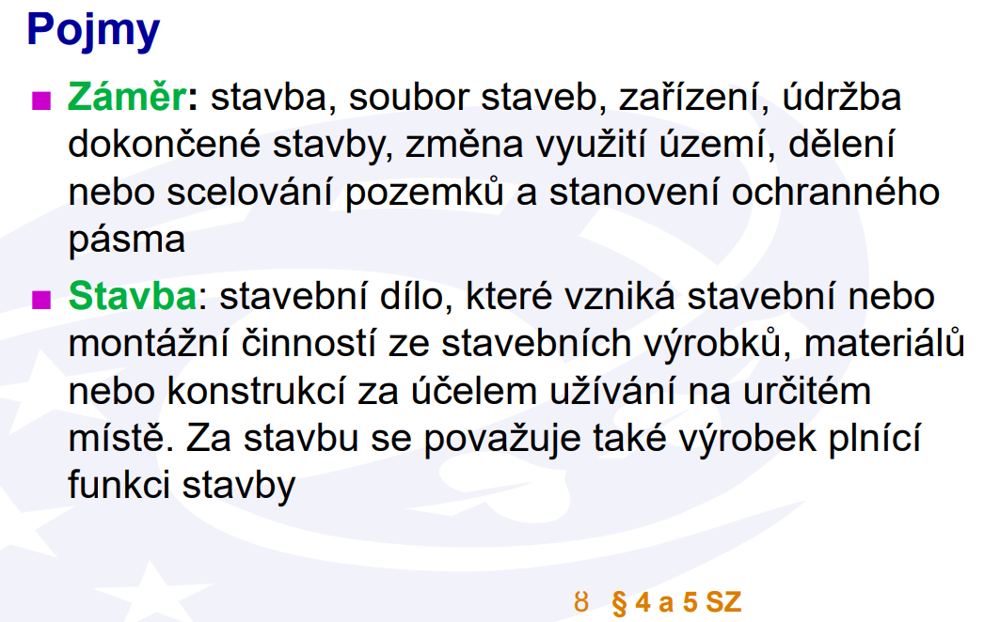 Pojmy
Záměr: stavba, soubor staveb, zařízení, údržba
dokončené stavby, změna využití území, dělení
nebo scelování pozemků a stanovení ochranného
pásma
Stavba: stavební dílo, které vzniká stavební nebo
montážní činností ze stavebních výrobků, materiálů
nebo konstrukcí za účelem užívání na určitém
místě. Za stavbu se považuje také výrobek plnící
funkci stavby
8 § 4 a 5 SZ